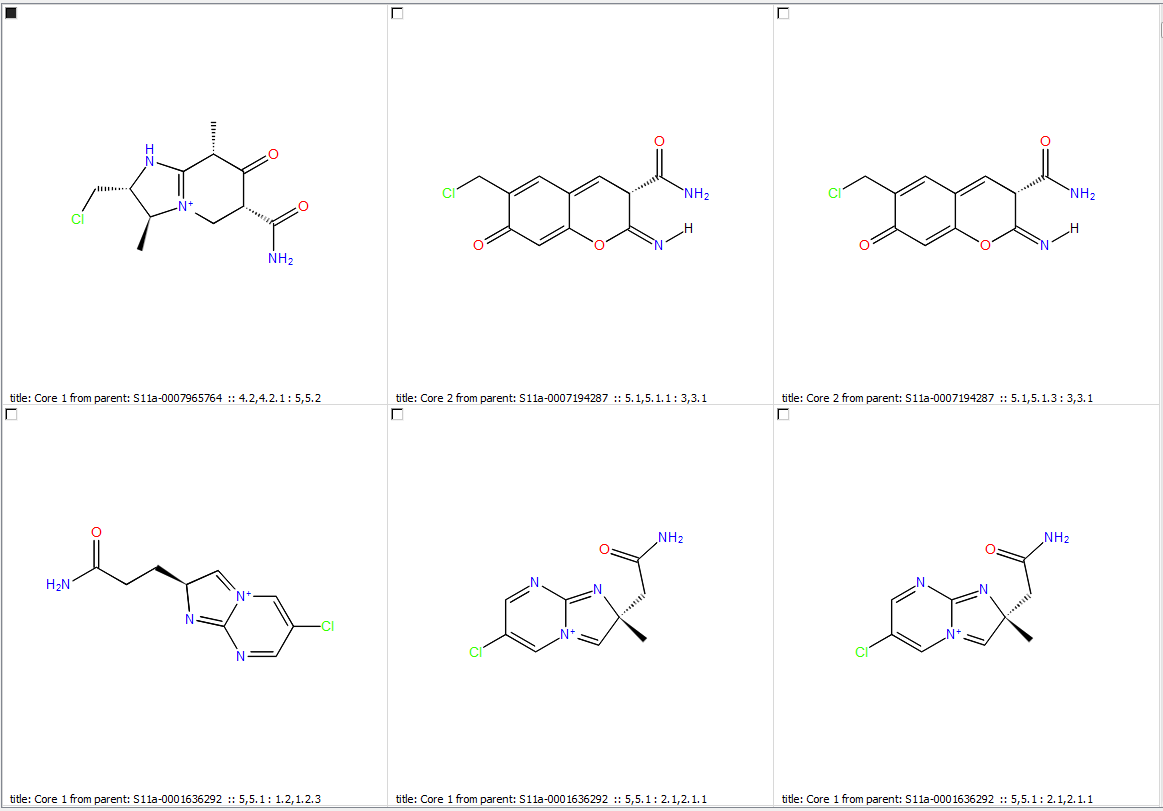 O
O
O
H
N
O
Cl
NH2
Cl
NH2
N+
Cl
O
H
H
NH2
O
O
N
O
O
N
title: Core 1 from parent: S11a-0007965764 :: 4.2,4.2.1 : 5,5.2
title: Core 2 from parent: S11a-0007194287 :: 5.1,5.1.1 : 3,3.1
title: Core 2 from parent: S11a-0007194287 :: 5.1,5.1.3 : 3,3.1
O
NH2
NH2
O
O
H2N
N+
N
N
N
N
N
Cl
N+
N+
N
Cl
Cl
title: Core 1 from parent: S11a-0001636292 :: 5,5.1 : 1.2,1.2.3
title: Core 1 from parent: S11a-0001636292 :: 5,5.1 : 2.1,2.1.1
title: Core 1 from parent: S11a-0001636292 :: 5,5.1 : 2.1,2.1.1